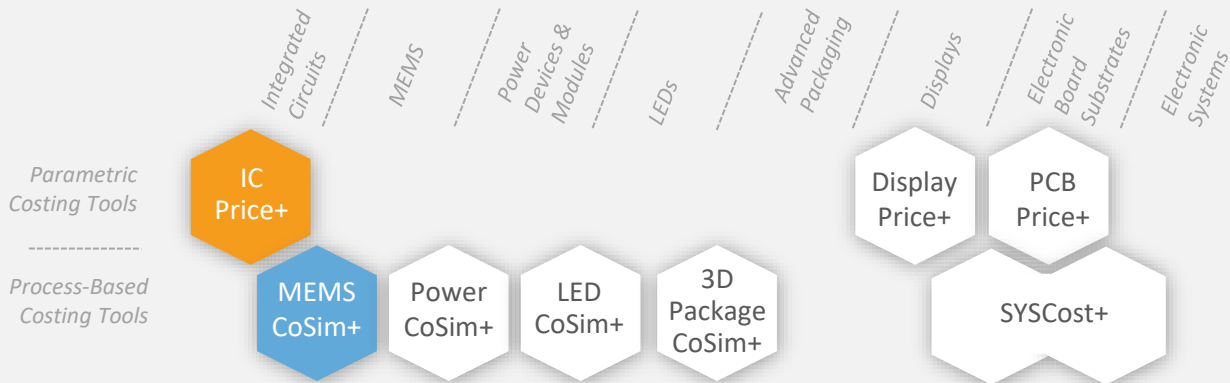 Integrated
Circuits
MEMS
Power
Devices &
Modules
LEDs
Advanced
Packaging
Displays
Electronic
Board
Substrates
Electronic
Systems
Parametric
Costing Tools
IC
Price+
Display
Price+
PCB
Price+
Process-Based
Costing Tools
MEMS
CoSim+
Power
CoSim+
LED
CoSim+
3D
Package
CoSim+
SYSCost+